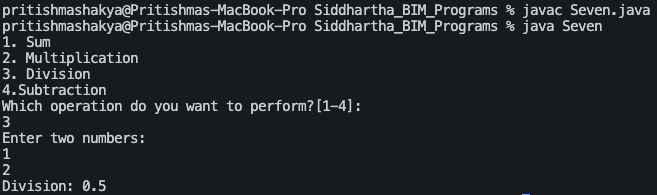 pritishmashakya@Pritishmas-MacBook-Pro Siddhartha_BIM_Programs % javac Seven.java
pritishmashakya@Pritishmas-MacBook-Pro Siddhartha_BIM_Programs % java Seven
1. Sum
2. Multiplication
3. Division
4.Subtraction
Which operation do you want to perform?[1-4]:
3
Enter two numbers:
1
2
Division: 0.5